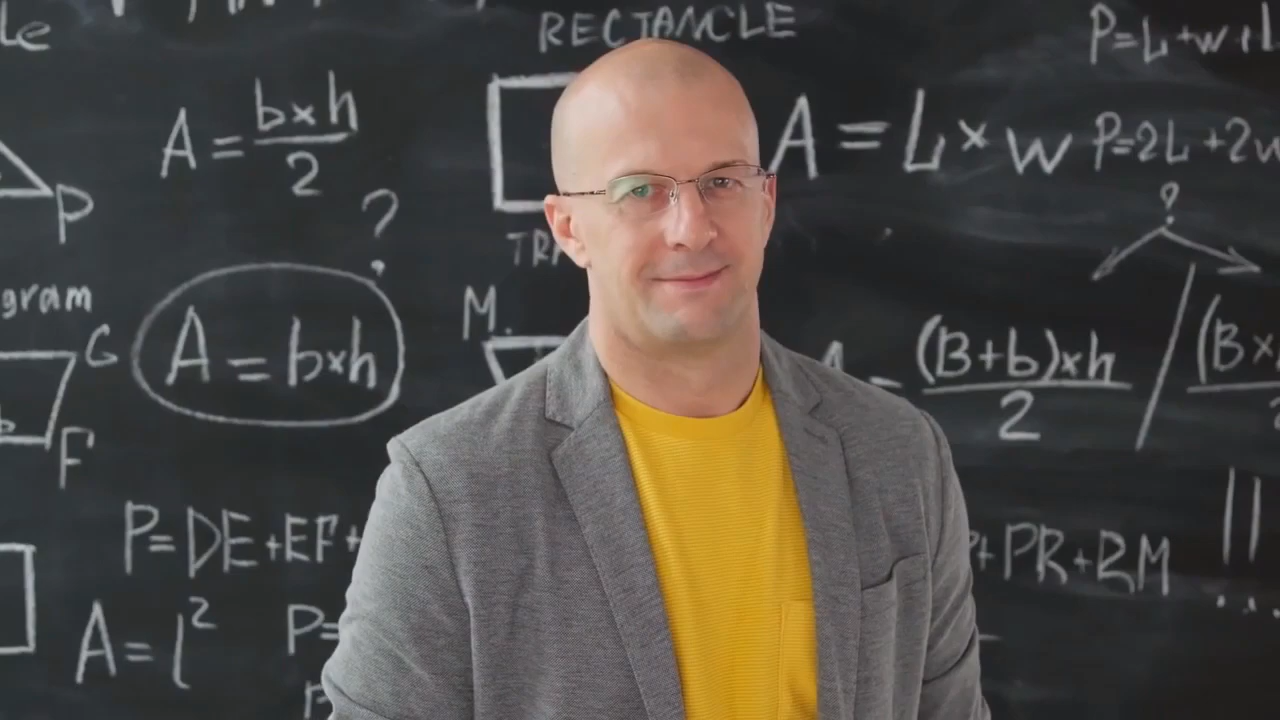 RECTANGLE
A = b×h
2
?
A = L×w
P=2L+2w
P
?
M.
gram
G
A = b×h
(B+b)×h
2
F
P=DE+EF+
+PR+RM
!!
A = l²
P=